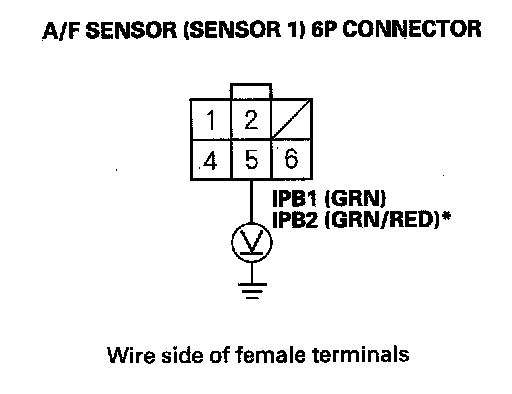 A/F SENSOR (SENSOR 1) 6P CONNECTOR
1 2
4 5 6
IPB1 (GRN)
IPB2 (GRN/RED)*
V
Wire side of female terminals